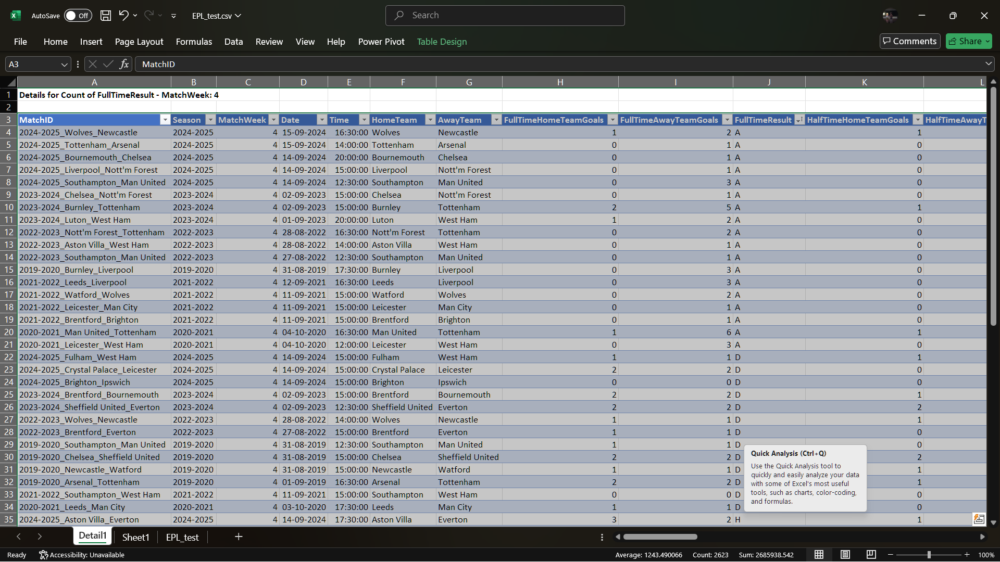 AutoSave Off EPL_test.csv Search
File Home Insert Page Layout Formulas Data Review View Help Power Pivot Table Design Comments Share
A3 fx MatchID
A B C D E F G H I J K L
1 Details for Count of FullTimeResult - MatchWeek: 4
2
3 MatchID Season MatchWeek Date Time HomeTeam AwayTeam FullTimeHomeTeamGoals FullTimeAwayTeamGoals FullTimeResult HalfTimeHomeTeamGoals HalfTimeAwayT
4 2024-2025_Wolves_Newcastle 2024-2025 4 15-09-2024 16:30:00 Wolves Newcastle 1 2 A 1
5 2024-2025_Tottenham_Arsenal 2024-2025 4 15-09-2024 14:00:00 Tottenham Arsenal 0 1 A 0
6 2024-2025_Bournemouth_Chelsea 2024-2025 4 14-09-2024 20:00:00 Bournemouth Chelsea 0 1 A 0
7 2024-2025_Liverpool_Nott'm Forest 2024-2025 4 14-09-2024 15:00:00 Liverpool Nott'm Forest 0 1 A 0
8 2024-2025_Southampton_Man United 2024-2025 4 14-09-2024 12:30:00 Southampton Man United 0 3 A 0
9 2023-2024_Chelsea_Nott'm Forest 2023-2024 4 02-09-2023 15:00:00 Chelsea Nott'm Forest 0 1 A 0
10 2023-2024_Burnley_Tottenham 2023-2024 4 02-09-2023 15:00:00 Burnley Tottenham 2 5 A 1
11 2023-2024_Luton_West Ham 2023-2024 4 01-09-2023 20:00:00 Luton West Ham 1 2 A 0
12 2022-2023_Nott'm Forest_Tottenham 2022-2023 4 28-08-2022 16:30:00 Nott'm Forest Tottenham 0 2 A 0
13 2022-2023_Aston Villa_West Ham 2022-2023 4 28-08-2022 14:00:00 Aston Villa West Ham 0 1 A 0
14 2022-2023_Southampton_Man United 2022-2023 4 27-08-2022 12:30:00 Southampton Man United 0 1 A 0
15 2019-2020_Burnley_Liverpool 2019-2020 4 31-08-2019 17:30:00 Burnley Liverpool 0 3 A 0
16 2021-2022_Leeds_Liverpool 2021-2022 4 12-09-2021 16:30:00 Leeds Liverpool 0 3 A 0
17 2021-2022_Watford_Wolves 2021-2022 4 11-09-2021 15:00:00 Watford Wolves 0 2 A 0
18 2021-2022_Leicester_Man City 2021-2022 4 11-09-2021 15:00:00 Leicester Man City 0 1 A 0
19 2021-2022_Brentford_Brighton 2021-2022 4 11-09-2021 15:00:00 Brentford Brighton 0 1 A 0
20 2020-2021_Man United_Tottenham 2020-2021 4 04-10-2020 16:30:00 Man United Tottenham 1 6 A 1
21 2020-2021_Leicester_West Ham 2020-2021 4 04-10-2020 12:00:00 Leicester West Ham 0 3 A 0
22 2024-2025_Fulham_West Ham 2024-2025 4 14-09-2024 15:00:00 Fulham West Ham 1 1 D 1
23 2024-2025_Crystal Palace_Leicester 2024-2025 4 14-09-2024 15:00:00 Crystal Palace Leicester 2 2 D 0
24 2024-2025_Brighton_Ipswich 2024-2025 4 14-09-2024 15:00:00 Brighton Ipswich 0 0 D 0
25 2023-2024_Brentford_Bournemouth 2023-2024 4 02-09-2023 15:00:00 Brentford Bournemouth 2 2 D 1
26 2023-2024_Sheffield United_Everton 2023-2024 4 02-09-2023 12:30:00 Sheffield United Everton 2 2 D 2
27 2022-2023_Wolves_Newcastle 2022-2023 4 28-08-2022 14:00:00 Wolves Newcastle 1 1 D 1
28 2022-2023_Brentford_Everton 2022-2023 4 27-08-2022 15:00:00 Brentford Everton 1 1 D 0
29 2019-2020_Southampton_Man United 2019-2020 4 31-08-2019 12:30:00 Southampton Man United 1 1 D 0
30 2019-2020_Chelsea_Sheffield United 2019-2020 4 31-08-2019 15:00:00 Chelsea Sheffield United 2 2 D 2
31 2019-2020_Newcastle_Watford 2019-2020 4 31-08-2019 15:00:00 Newcastle Watford 1 1 D 1
32 2019-2020_Arsenal_Tottenham 2019-2020 4 01-09-2019 16:30:00 Arsenal Tottenham 2 2 D 1
33 2021-2022_Southampton_West Ham 2021-2022 4 11-09-2021 15:00:00 Southampton West Ham 0 0 D 0
34 2020-2021_Leeds_Man City 2020-2021 4 03-10-2020 17:30:00 Leeds Man City 1 1 D 0
35 2024-2025_Aston Villa_Everton 2024-2025 4 14-09-2024 17:30:00 Aston Villa Everton 3 2 H 1
Quick Analysis (Ctrl+Q)
Use the Quick Analysis tool to
quickly and easily analyze your data
with some of Excel's most useful
tools, such as charts, color-coding,
and formulas.
Detail1 Sheet1 EPL_test
Ready Accessibility: Unavailable Average: 1243.490066 Count: 2623 Sum: 2685938.542 100%